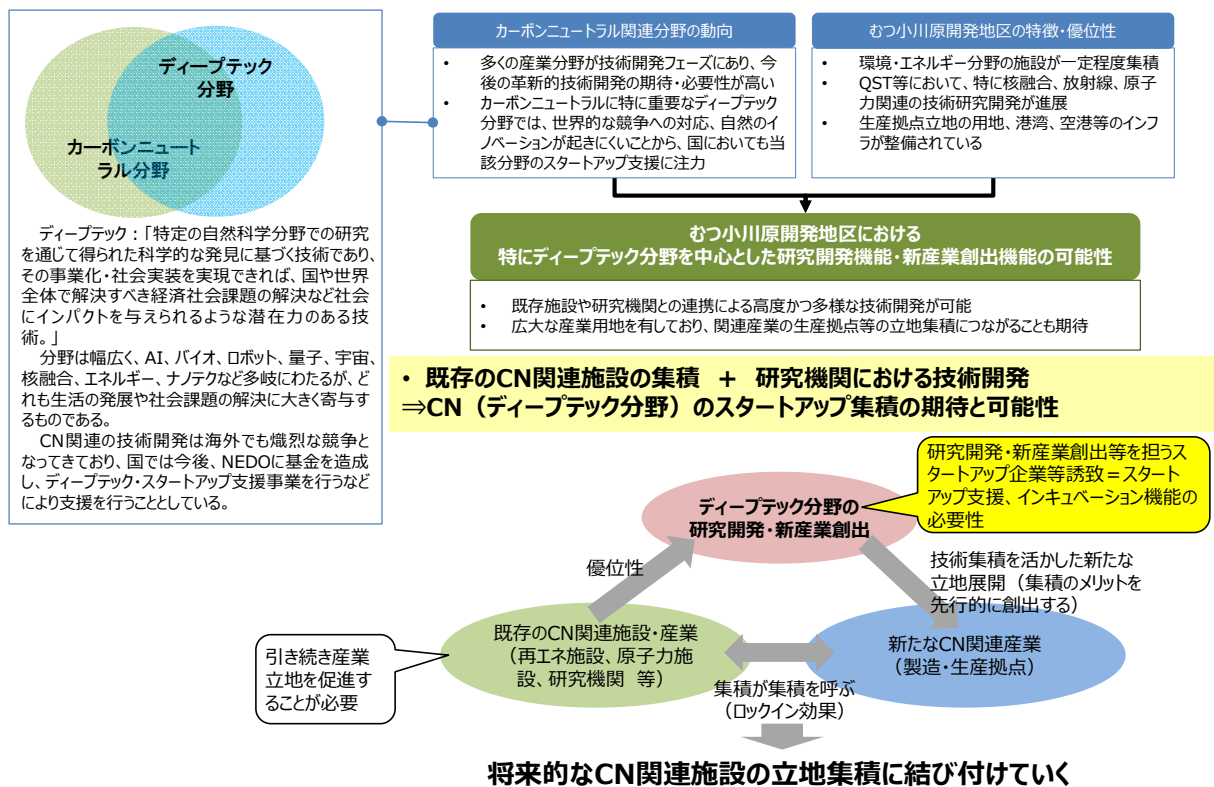 ディープテック
分野
カーボンニュート
ラル分野
ディープテック：「特定の自然科学分野での研究
を通じて得られた科学的な発見に基づく技術であり、
その事業化・社会実装を実現できれば、国や世界
全体で解決すべき経済社会課題の解決など社会
にインパクトを与えられるような潜在力のある技
術。」
分野は幅広く、AI、バイオ、ロボット、量子、宇宙、
核融合、エネルギー、ナノテクなど多岐にわたるが、ど
れも生活の発展や社会課題の解決に大きく寄与す
るものである。
CN関連の技術開発は海外でも熾烈な競争と
なってきており、国では今後、NEDOに基金を造成
し、ディープテック・スタートアップ支援事業を行うなど
により支援を行うこととしている。
カーボンニュートラル関連分野の動向
• 多くの産業分野が技術開発フェーズにあり、今
後の革新的技術開発の期待・必要性が高い
• カーボンニュートラルに特に重要なディープテック
分野では、世界的な競争への対応、自然のイ
ノベーションが起きにくいことから、国においても当
該分野のスタートアップ支援に注力
むつ小川原開発地区の特徴・優位性
• 環境・エネルギー分野の施設が一定程度集積
• QST等において、特に核融合、放射線、原子
力関連の技術研究開発が進展
• 生産拠点立地の用地、港湾、空港等のインフ
ラが整備されている
むつ小川原開発地区における
特にディープテック分野を中心とした研究開発機能・新産業創出機能の可能性
• 既存施設や研究機関との連携による高度かつ多様な技術開発が可能
• 広大な産業用地を有しており、関連産業の生産拠点等の立地集積につながることも期待
• 既存のCN関連施設の集積 ＋ 研究機関における技術開発
⇒CN（ディープテック分野）のスタートアップ集積の期待と可能性
研究開発・新産業創出等を担うス
タートアップ企業等誘致＝スタート
アップ支援、インキュベーション機能の
必要性
ディープテック分野の
研究開発・新産業創出
優位性
技術集積を活かした新たな
立地展開（集積のメリットを
先行的に創出する）
引き続き産業
立地を促進す
ることが必要
既存のCN関連施設・産業
（再エネ施設、原子力施
設、研究機関 等）
新たなCN関連産業
（製造・生産拠点）
集積が集積を呼ぶ
（ロックイン効果）
将来的なCN関連施設の立地集積に結び付けていく